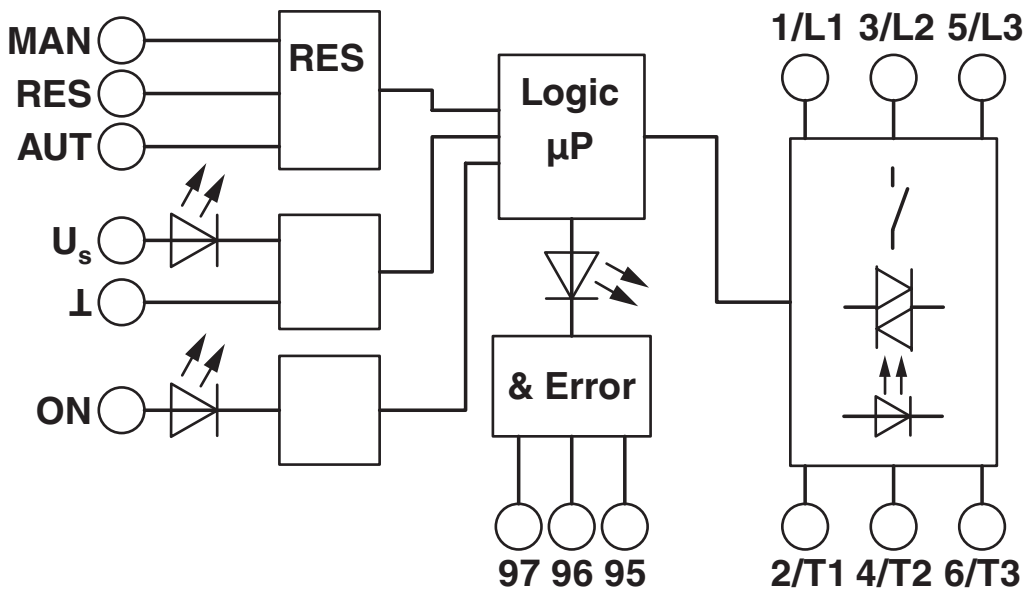 MAN
RES
AUT
RES
Us
⊥
ON
Logic
µP
& Error
97 96 95
1/L1 3/L2 5/L3
2/T1 4/T2 6/T3